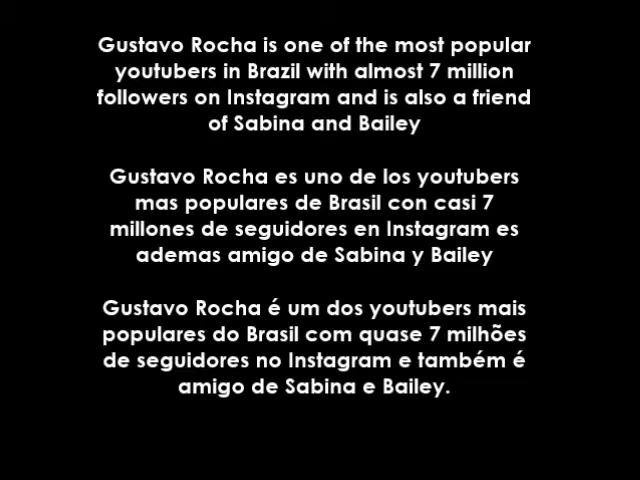 Gustavo Rocha is one of the most popular
youtubers in Brazil with almost 7 million
followers on Instagram and is also a friend
of Sabina and Bailey
Gustavo Rocha es uno de los youtubers
mas populares de Brasil con casi 7
millones de seguidores en Instagram es
ademas amigo de Sabina y Bailey
Gustavo Rocha é um dos youtubers mais
populares do Brasil com quase 7 milhões
de seguidores no Instagram e também é
amigo de Sabina e Bailey.